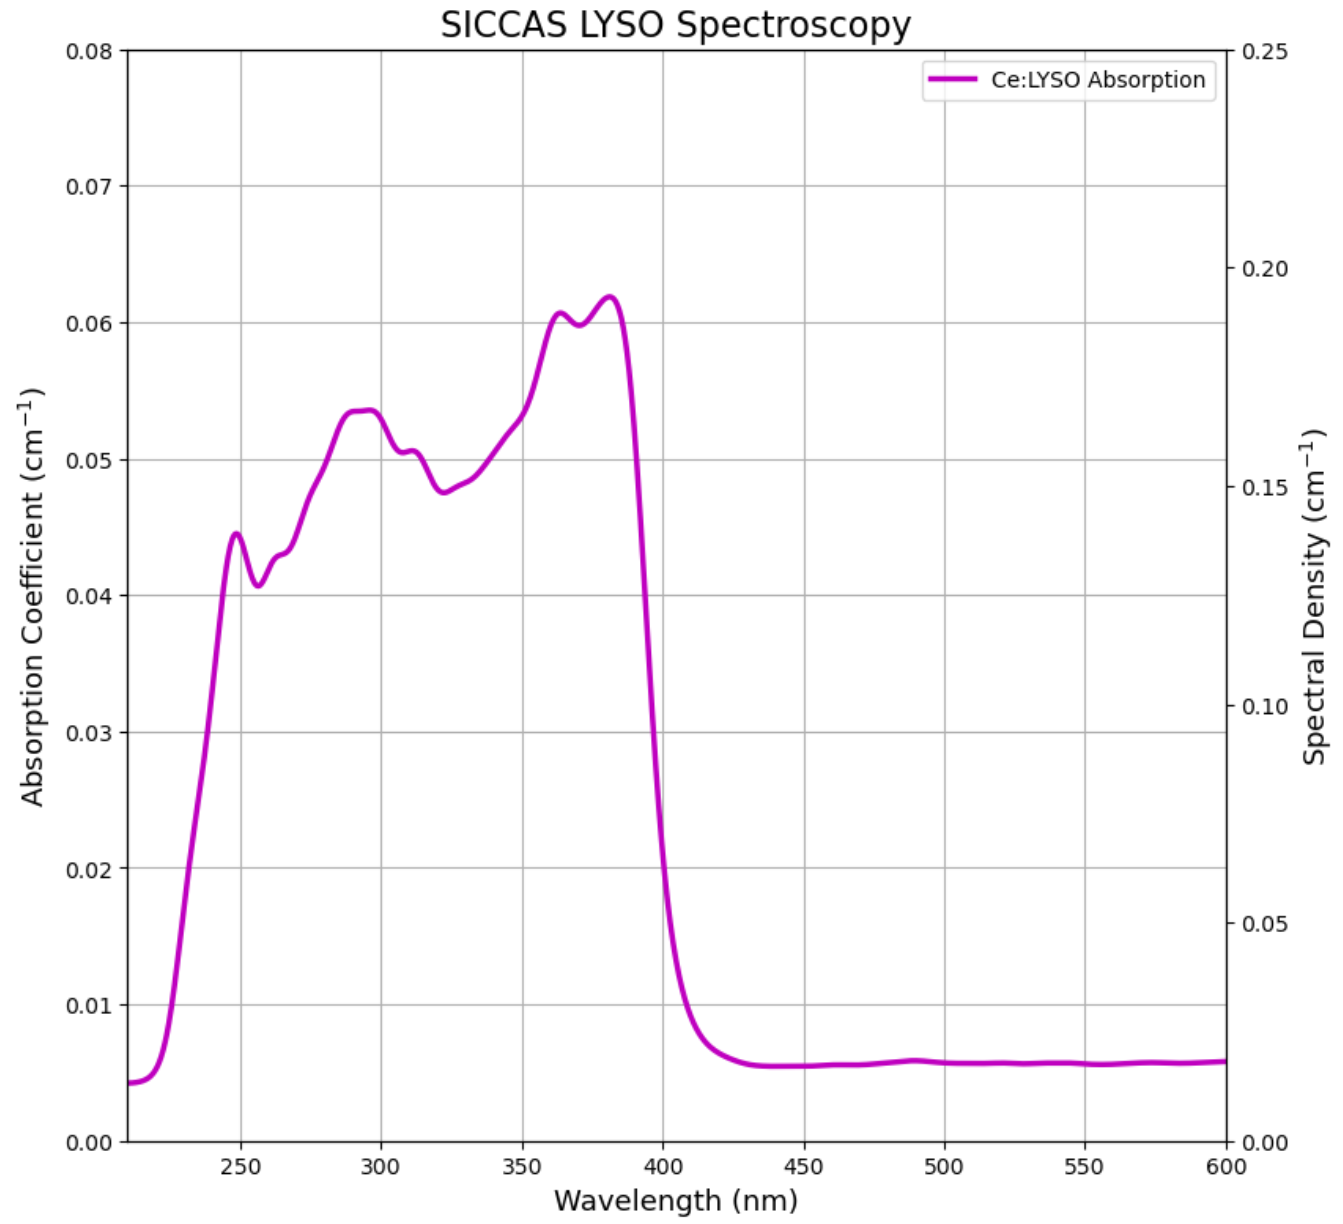 SICCAS LYSO Spectroscopy
Ce:LYSO Absorption
Absorption Coefficient (cm⁻¹)
0.08
0.07
0.06
0.05
0.04
0.03
0.02
0.01
0.00
0.25
0.20
0.15
0.10
0.05
0.00
Spectral Density (cm⁻¹)
250 300 350 400 450 500 550 600
Wavelength (nm)